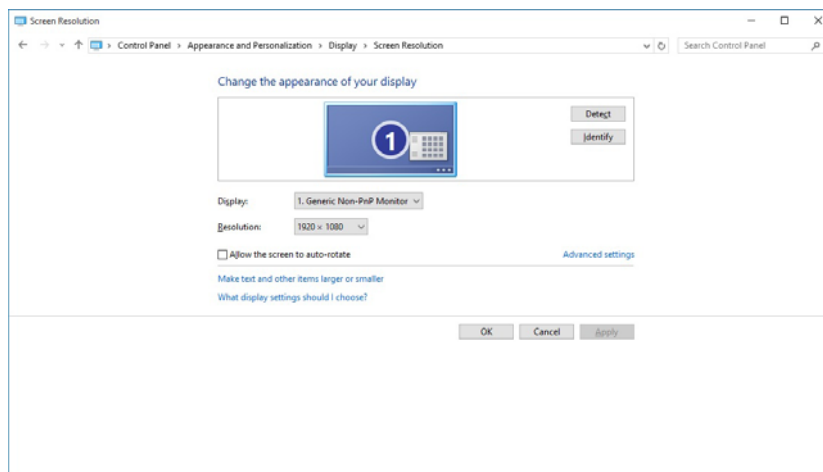 Screen Resolution
Control Panel > Appearance and Personalization > Display > Screen Resolution
Search Control Panel
Change the appearance of your display
1
Detect
Identify
Display: 1. Generic Non-PnP Monitor
Resolution: 1920 × 1080
Allow the screen to auto-rotate
Advanced settings
Make text and other items larger or smaller
What display settings should I choose?
OK Cancel Apply